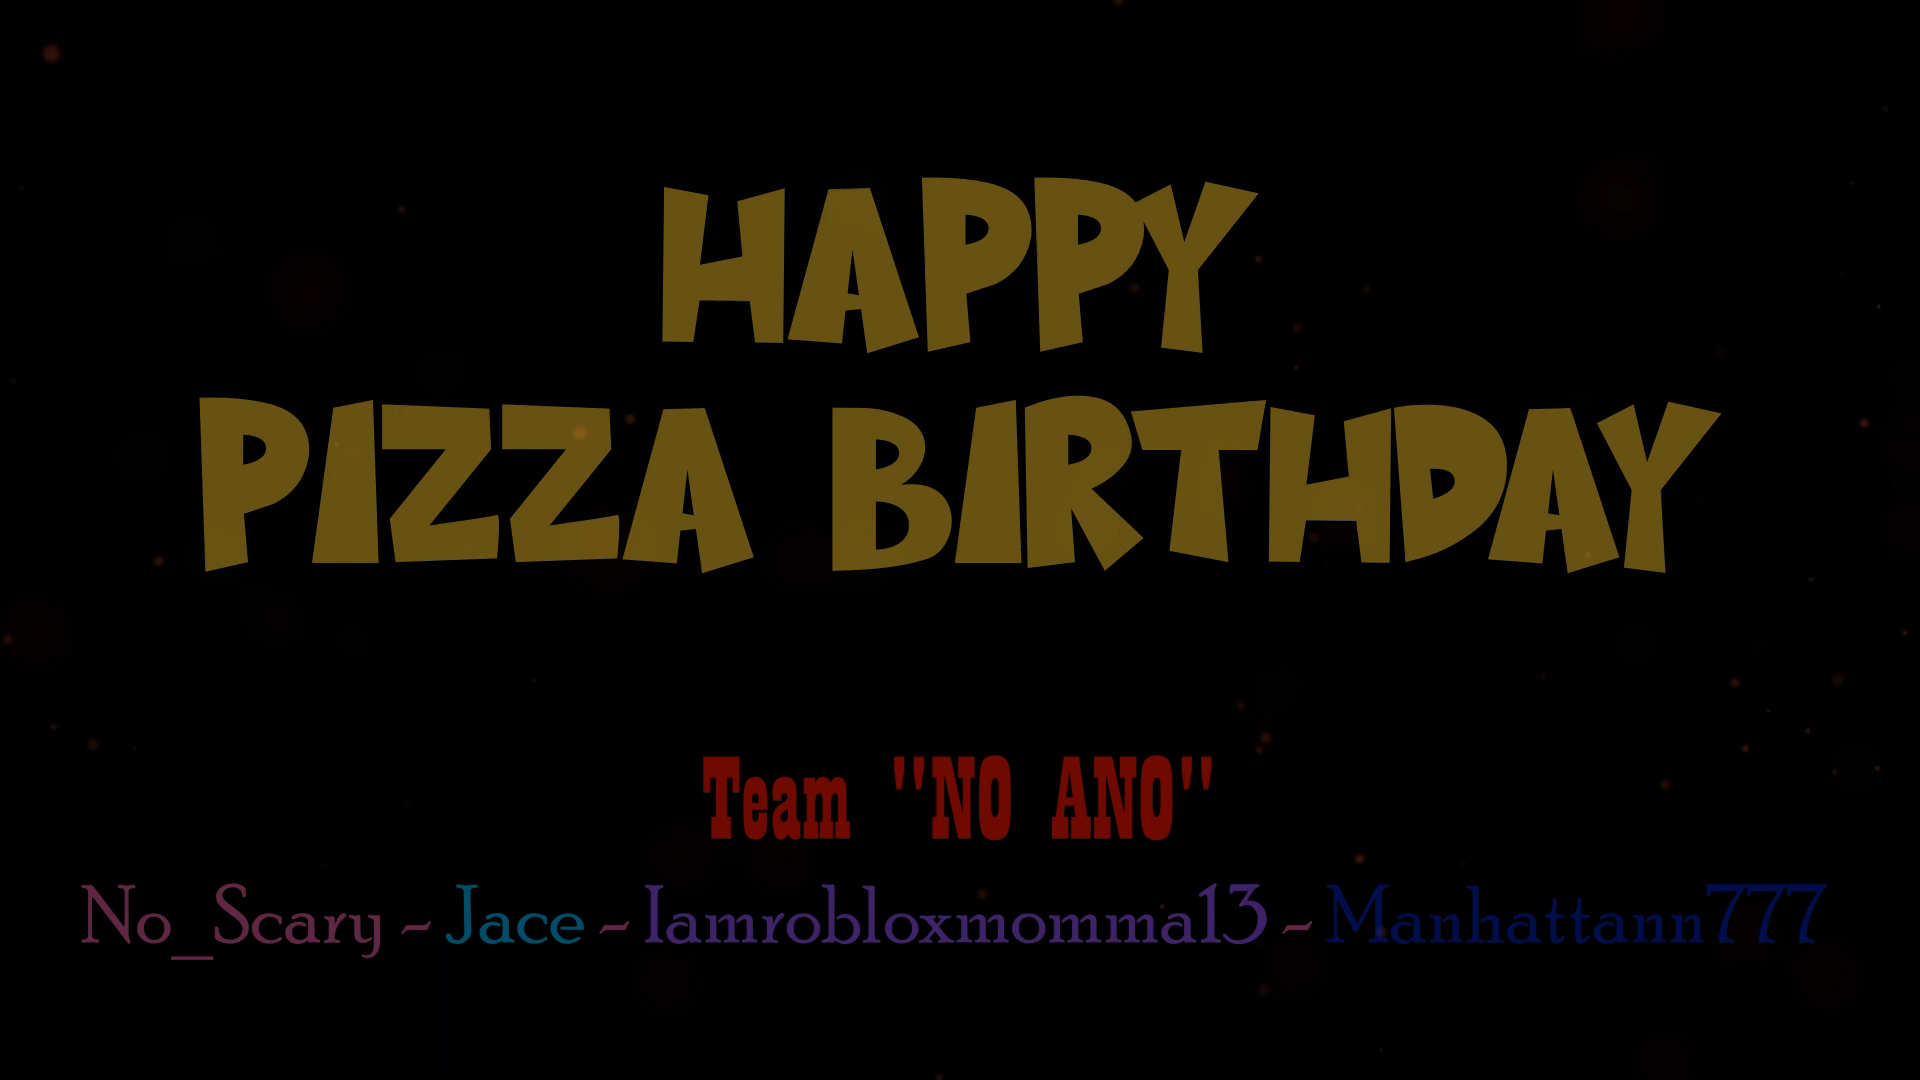 HAPPY
PIZZA BIRTHDAY
Team "NO ANO"
No_Scary - Jace - Iamrobloxmomma13 - Manhattann777